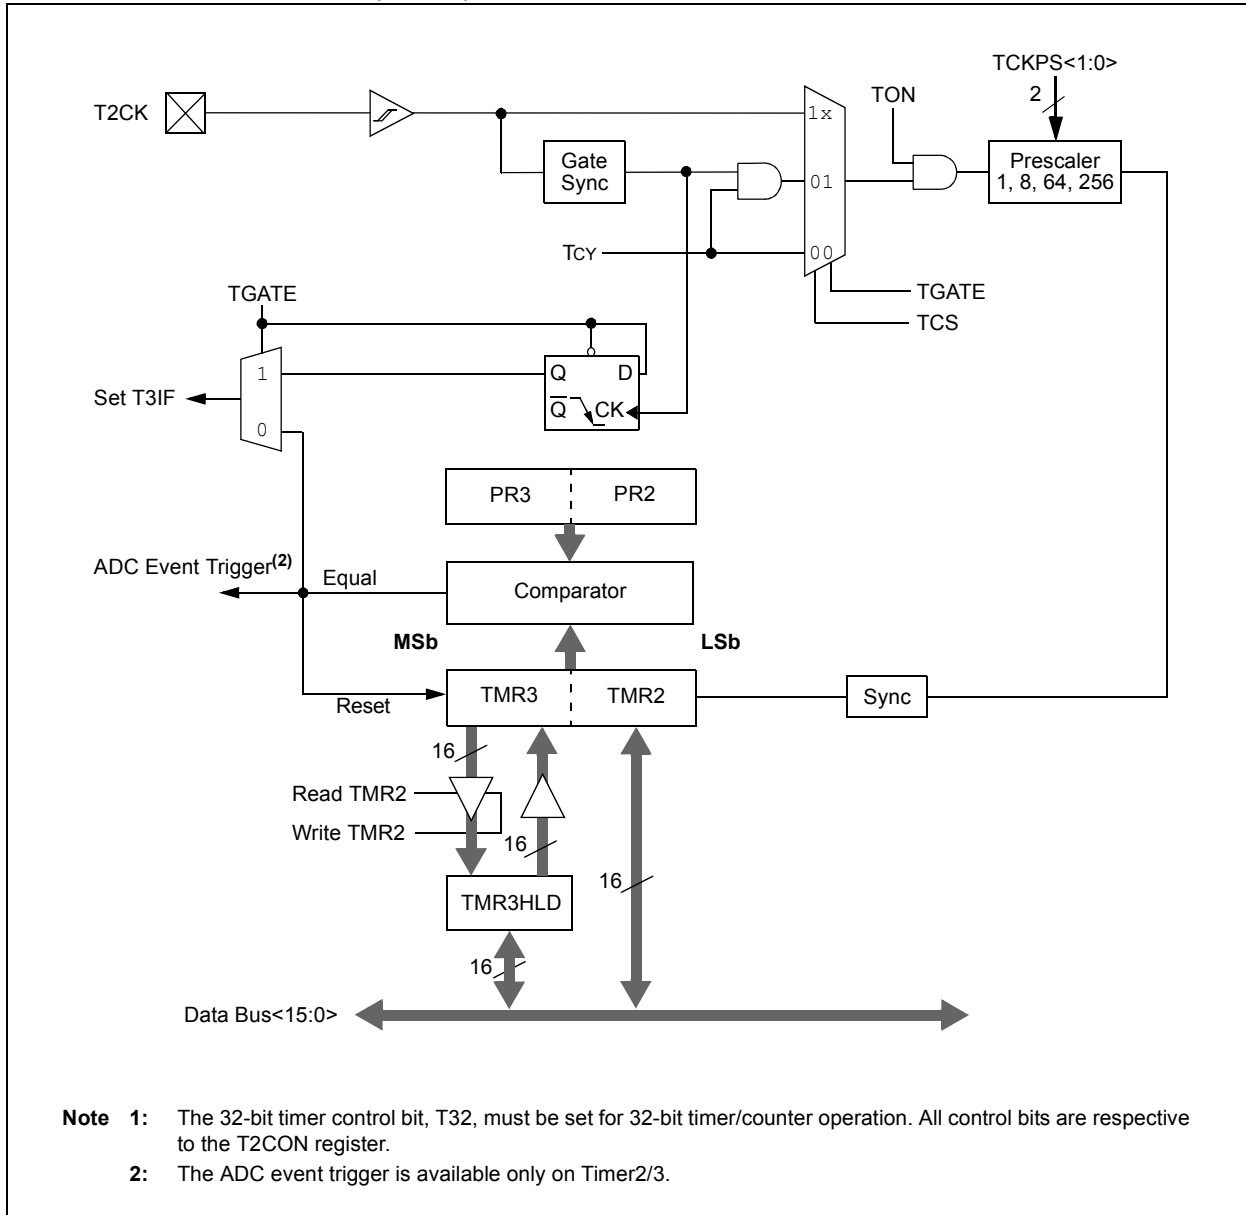 TCKPS<1:0>
2
TON
T2CK
1x
Gate
Sync
Prescaler
1, 8, 64, 256
01
TCY
00
TGATE
TCS
TGATE
1
Q
D
Set T3IF
Q
CK
0
PR3
PR2
ADC Event Trigger(2)
Equal
Comparator
MSb
LSb
TMR3
TMR2
Sync
Reset
16
Read TMR2
Write TMR2
16
16
TMR3HLD
16
Data Bus<15:0>
Note 1: The 32-bit timer control bit, T32, must be set for 32-bit timer/counter operation. All control bits are respective
to the T2CON register.
2: The ADC event trigger is available only on Timer2/3.